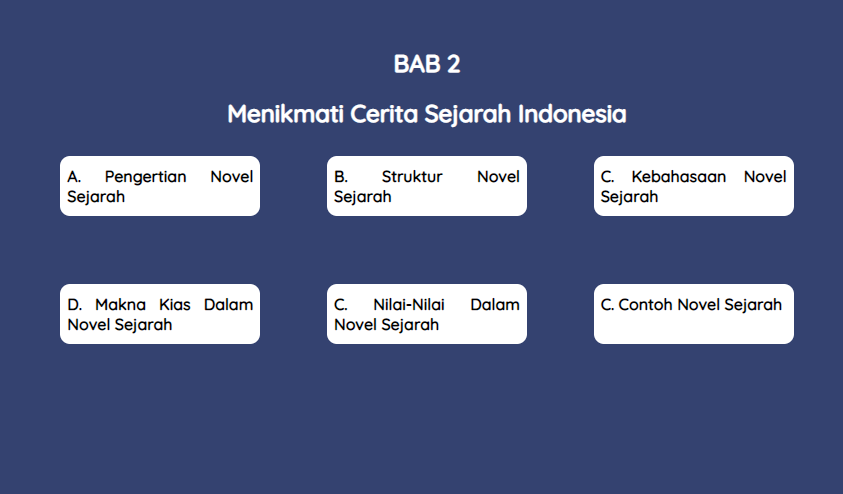 BAB 2
Menikmati Cerita Sejarah Indonesia
A. Pengertian Novel
Sejarah
B. Struktur Novel
Sejarah
C. Kebahasaan Novel
Sejarah
D. Makna Kias Dalam
Novel Sejarah
C. Nilai-Nilai Dalam
Novel Sejarah
C. Contoh Novel Sejarah